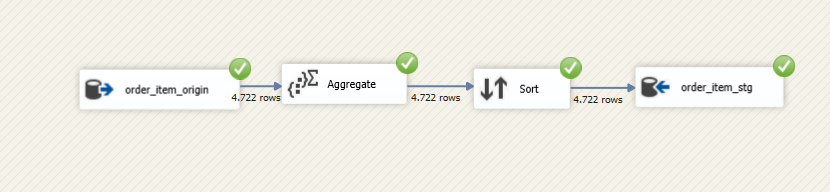 order_item_origin
4.722 rows
Aggregate
4.722 rows
Sort
4.722 rows
order_item_stg